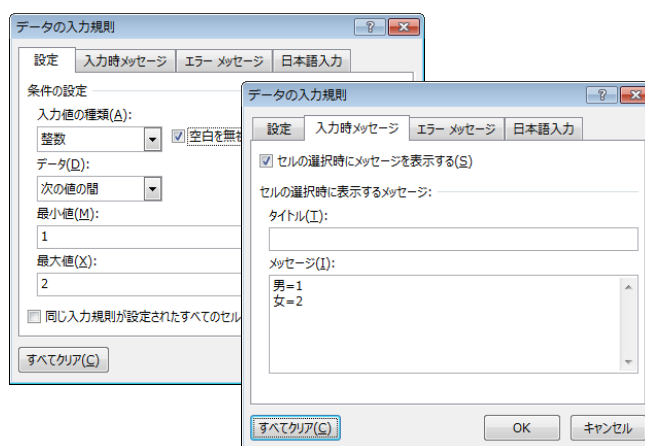 データの入力規則
設定 入力時メッセージ エラー メッセージ 日本語入力
条件の設定
入力値の種類(A):
整数
空白を無視
データ(D):
次の値の間
最小値(M):
1
最大値(X):
2
同じ入力規則が設定されたすべてのセル
すべてクリア(C)
データの入力規則
設定 入力時メッセージ エラー メッセージ 日本語入力
セルの選択時にメッセージを表示する(S)
セルの選択時に表示するメッセージ:
タイトル(T):
メッセージ(I):
男=1
女=2
すべてクリア(C) OK キャンセル